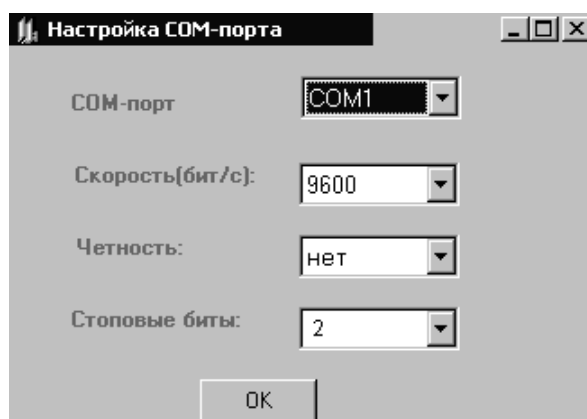 Настройка COM-порта
COM-порт COM1
Скорость(бит/с): 9600
Четность: нет
Стоповые биты: 2
OK